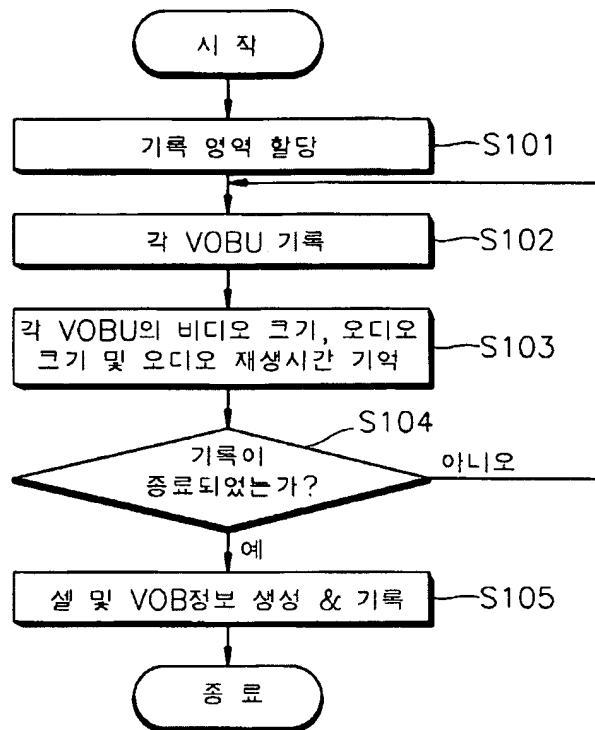 시 작
기록 영역 할당
S101
각 VOBU 기록
S102
각 VOBU의 비디오 크기, 오디오
크기 및 오디오 재생시간 기억
S103
S104
기록이
종료되었는가?
아니오
예
셀 및 VOB정보 생성 & 기록
S105
종 료